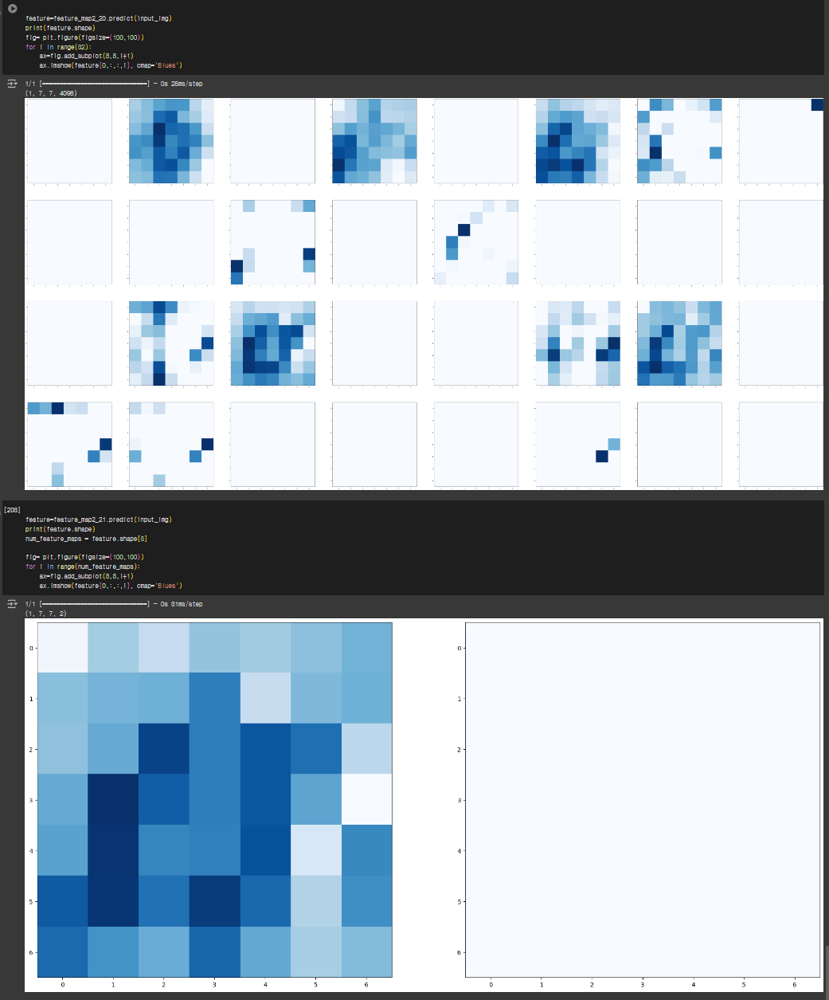 feature=feature_map2_20.predict(input_img)
print(feature.shape)
fig= plt.figure(figsize=(100,100))
for i in range(32):
ax=fig.add_subplot(8,8,i+1)
ax.imshow(feature[0,:,:,i], cmap='Blues')
1/1 [==============================] - 0s 25ms/step
(1, 7, 7, 4096)
[208]
feature=feature_map2_21.predict(input_img)
print(feature.shape)
num_feature_maps = feature.shape[3]
fig= plt.figure(figsize=(100,100))
for i in range(num_feature_maps):
ax=fig.add_subplot(8,8,i+1)
ax.imshow(feature[0,:,:,i], cmap='Blues')
1/1 [==============================] - 0s 61ms/step
(1, 7, 7, 2)
0
1
2
3
4
5
6
0 1 2 3 4 5 6
0
1
2
3
4
5
6
0 1 2 3 4 5 6